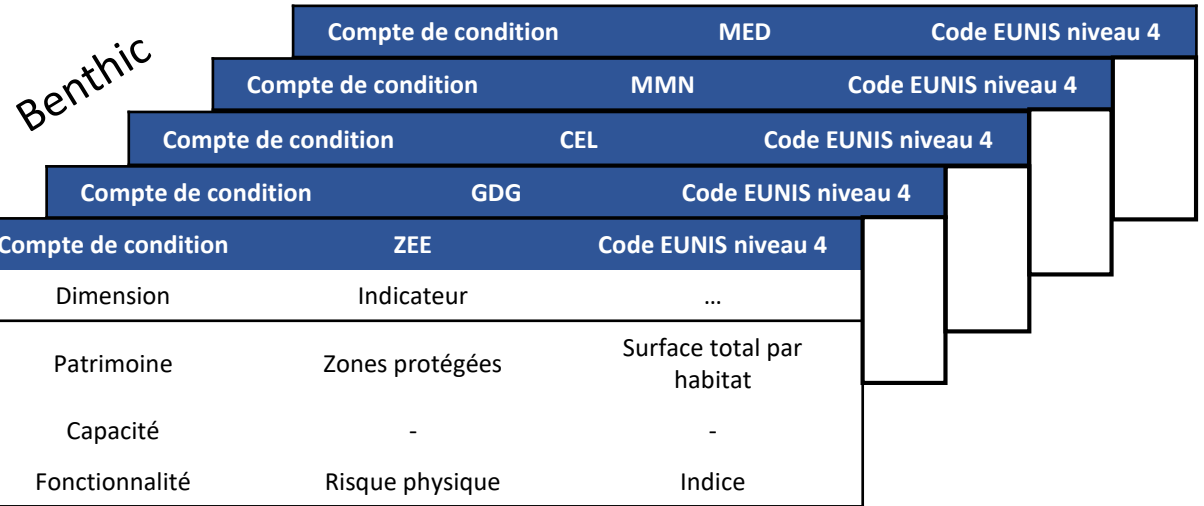 Benthic
Compte de condition MED Code EUNIS niveau 4
Compte de condition MMN Code EUNIS niveau 4
Compte de condition CEL Code EUNIS niveau 4
Compte de condition GDG Code EUNIS niveau 4
Compte de condition ZEE Code EUNIS niveau 4
Dimension Indicateur ...
Patrimoine Zones protégées Surface total par
habitat
Capacité - -
Fonctionnalité Risque physique Indice